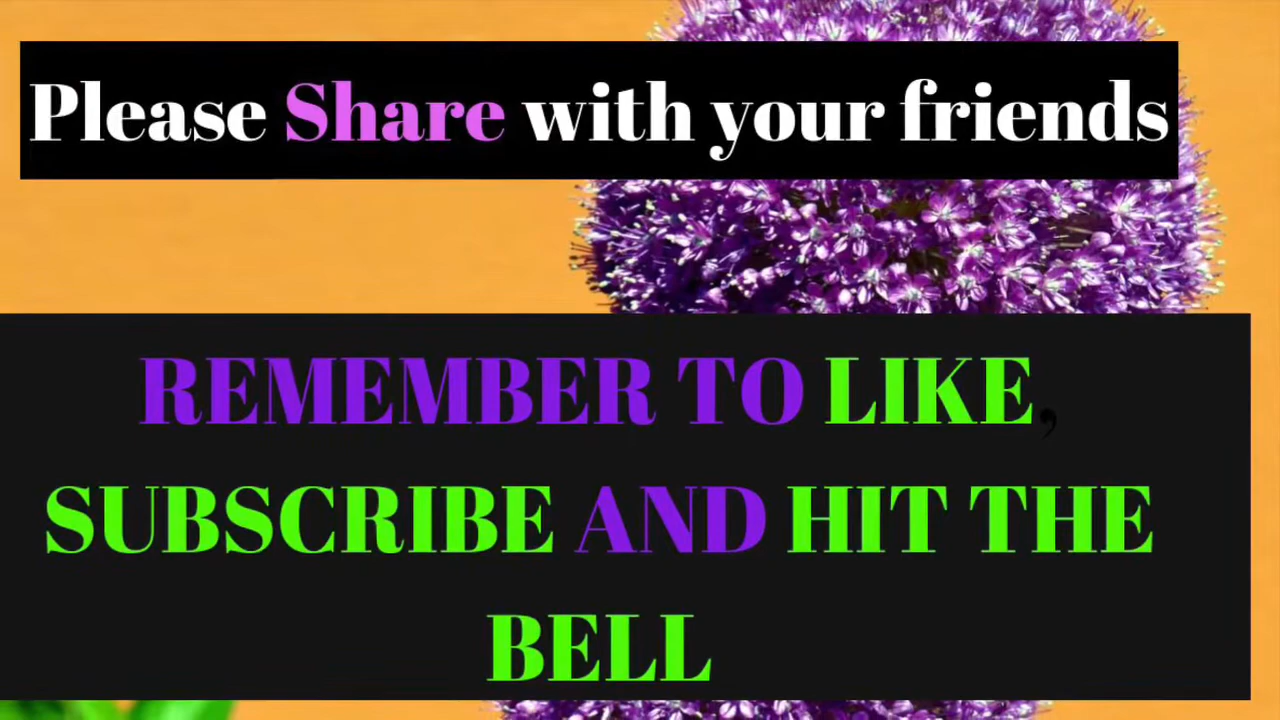 Please Share with your friends
REMEMBER TO LIKE,
SUBSCRIBE AND HIT THE
BELL